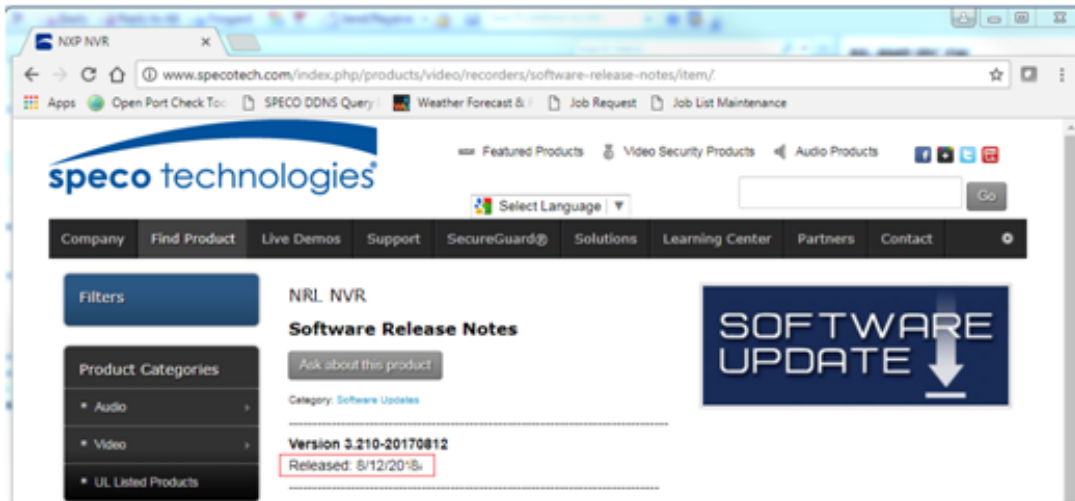 NXP NVR
www.specotech.com/index.php/products/video/recorders/software-release-notes/item/
Apps Open Port Check Too SPECO DDNS Query Weather Forecast & Job Request Job List Maintenance
speco technologies®
Featured Products Video Security Products Audio Products
Select Language ▼
Go
Company Find Product Live Demos Support SecureGuard® Solutions Learning Center Partners Contact
Filters
NRL NVR
Software Release Notes
SOFTWARE
UPDATE
Product Categories
Ask about this product
Category: Software Updates
Audio
Video
Version 3.210-20170812
Released: 8/12/2018
UL Listed Products